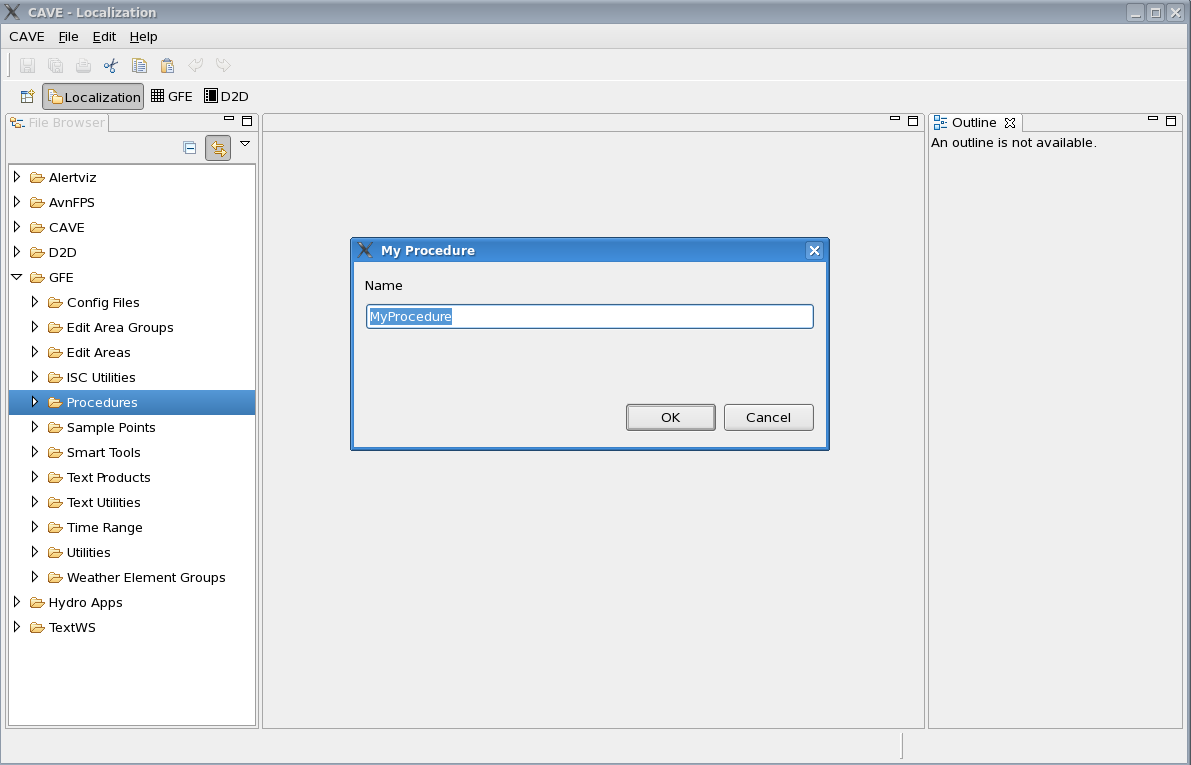 CAVE - Localization
CAVE File Edit Help
Localization GFE D2D
File Browser
Outline
An outline is not available.
Alertviz
AvnFPS
CAVE
D2D
GFE
Config Files
Edit Area Groups
Edit Areas
ISC Utilities
Procedures
Sample Points
Smart Tools
Text Products
Text Utilities
Time Range
Utilities
Weather Element Groups
Hydro Apps
TextWS
My Procedure
Name
MyProcedure
OK Cancel